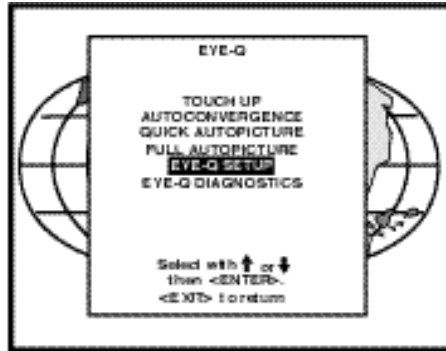 EYE-Q
TOUCH UP
AUTOCONVERGENCE
QUICK AUTOPICTURE
FULL AUTOPICTURE
EYE-Q SETUP
EYE-Q DIAGNOSTICS
Select with ↑ or ↓
then <ENTER>.
<EXIT> to return